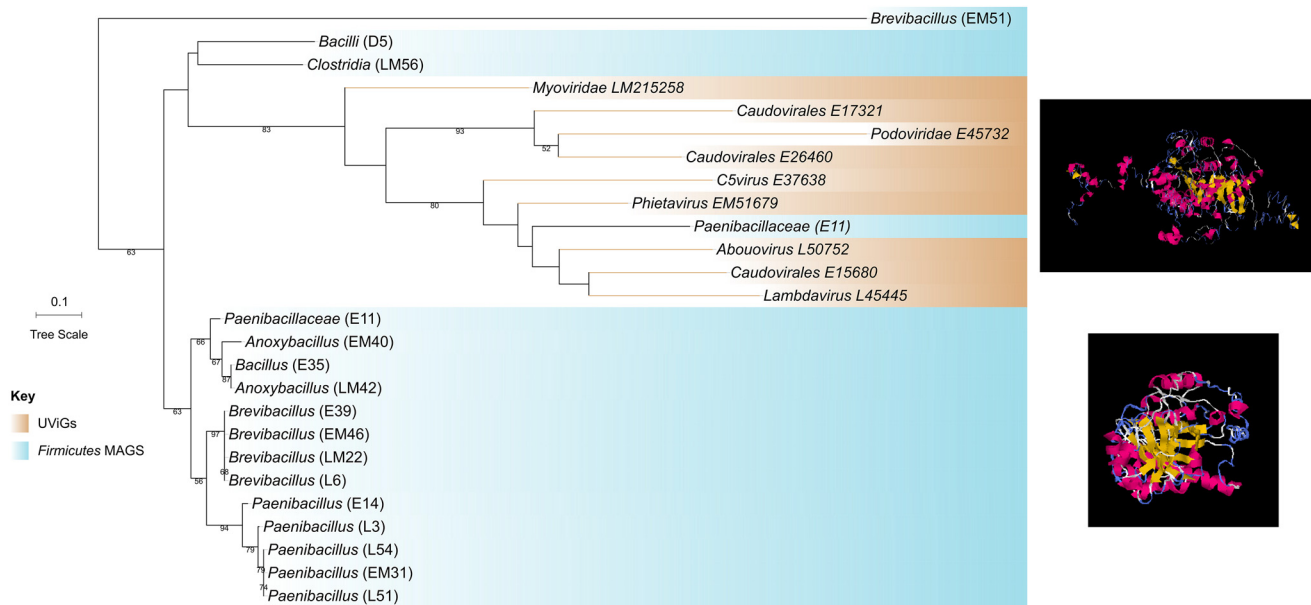 Brevibacillus (EM51)
Bacilli (D5)
Clostridia (LM56)
Myoviridae LM215258
83
Caudovirales E17321
93
Podoviridae E45732
52
Caudovirales E26460
C5virus E37638
80
Phietavirus EM51679
Paenibacillaceae (E11)
63
Abouovirus L50752
Caudovirales E15680
Lambdavirus L45445
0.1
Tree Scale
Paenibacillaceae (E11)
66
Anoxybacillus (EM40)
67
Bacillus (E35)
87
Anoxybacillus (LM42)
Key
63
UViGs
Firmicutes MAGS
Brevibacillus (E39)
97
Brevibacillus (EM46)
Brevibacillus (LM22)
68
Brevibacillus (L6)
56
Paenibacillus (E14)
94
Paenibacillus (L3)
79
Paenibacillus (L54)
79
Paenibacillus (EM31)
74
Paenibacillus (L51)